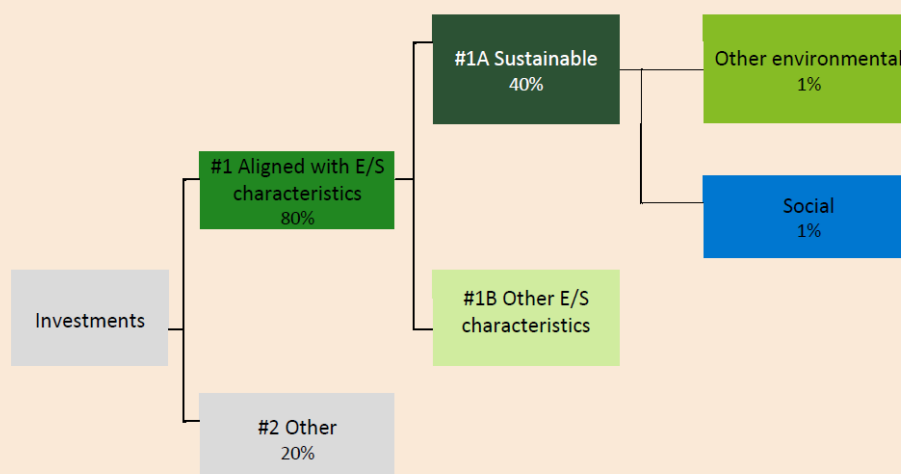 #1A Sustainable
40%
Other environmental
1%
#1 Aligned with E/S
characteristics
80%
Social
1%
Investments
#1B Other E/S
characteristics
#2 Other
20%